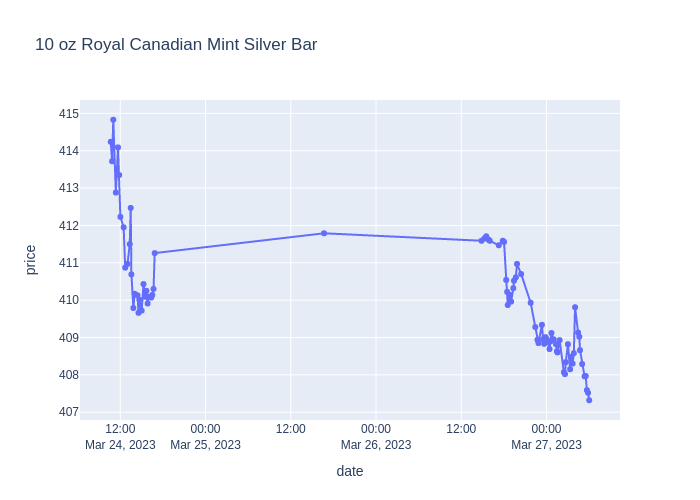 10 oz Royal Canadian Mint Silver Bar
price
415
414
413
412
411
410
409
408
407
12:00 00:00 12:00 00:00 12:00 00:00
Mar 24, 2023 Mar 25, 2023 Mar 26, 2023 Mar 27, 2023
date